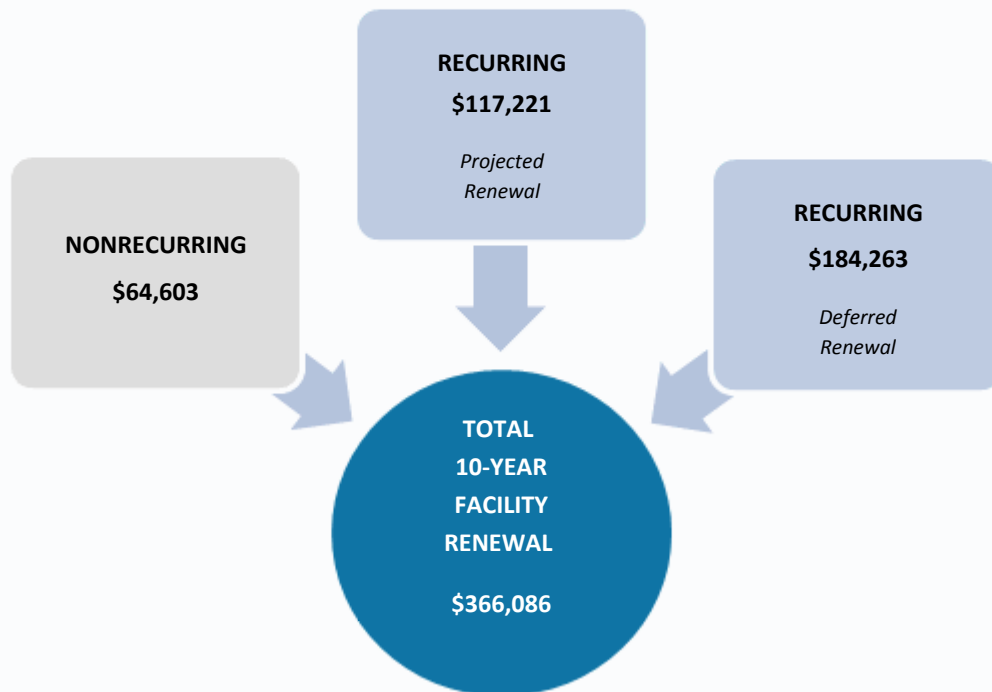 RECURRING
$117,221
Projected
Renewal
NONRECURRING
$64,603
RECURRING
$184,263
Deferred
Renewal
TOTAL
10-YEAR
FACILITY
RENEWAL
$366,086